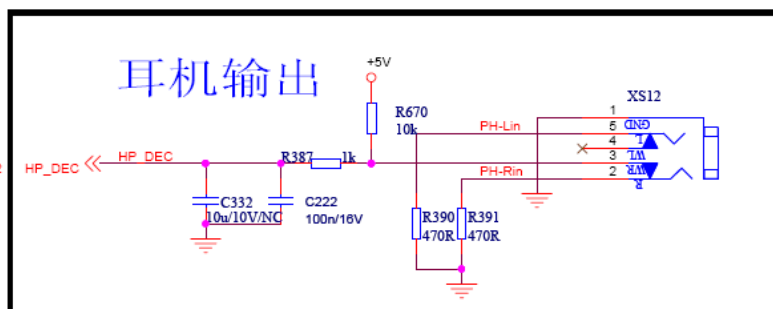 耳机输出
+5V
R670
10k
XS12
1
GND
PH-Lin
5
L
4
WL
HP_DEC
HP_DEC
R387
1k
3
WR
PH-Rin
2
R
C332
10u/10V/NC
C222
100n/16V
R390
470R
R391
470R